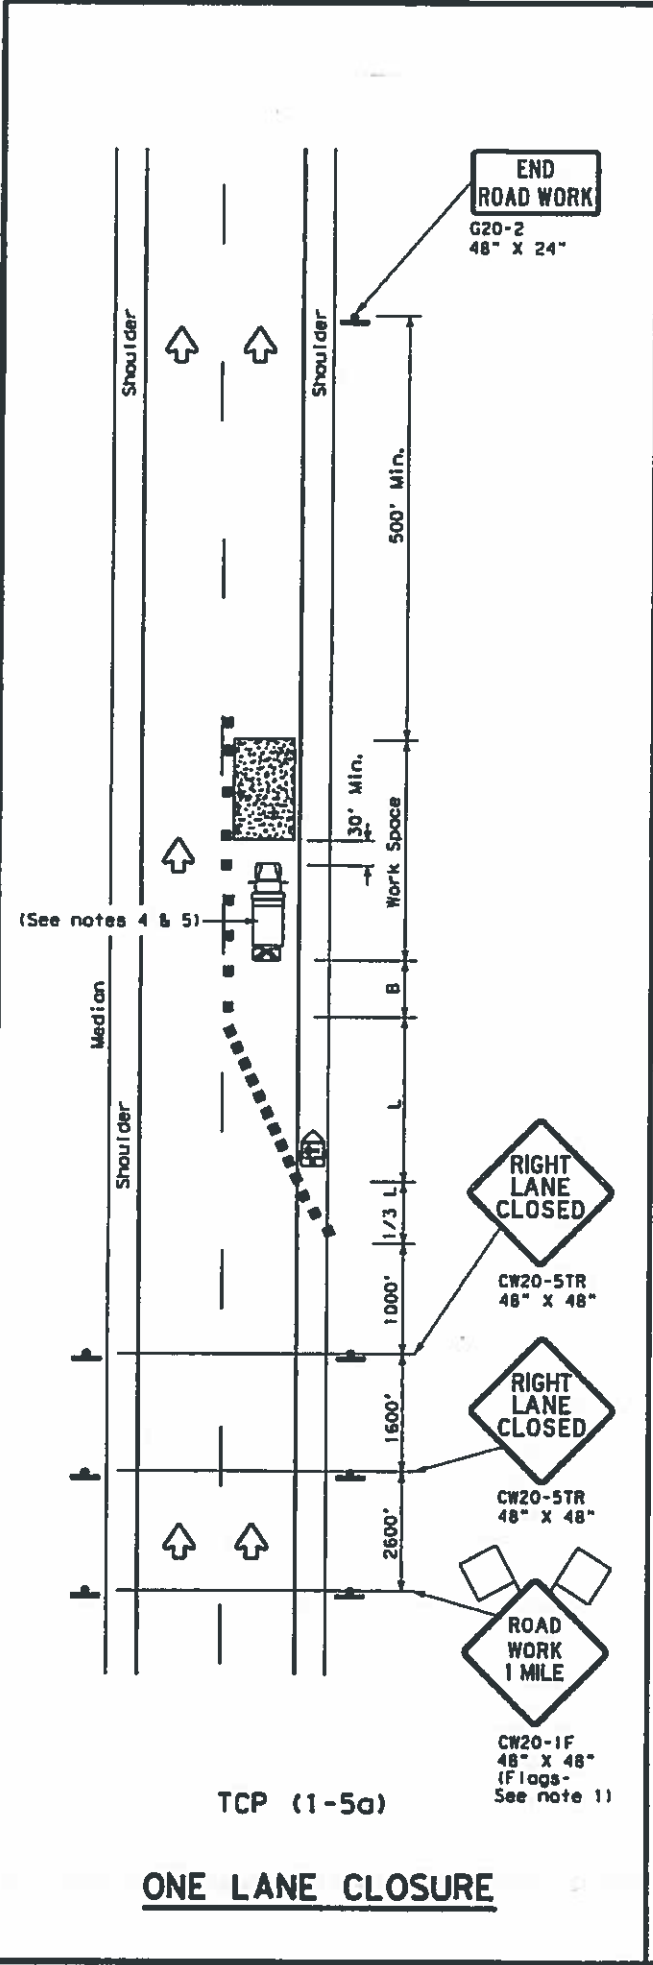 END
ROAD WORK
G20-2
48" X 24"
Shoulder
Shoulder
500' Min.
30' Min.
Work Space
(See notes 4 & 5)
B
Median
L
Shoulder
RIGHT
LANE
CLOSED
1/3 L
CW20-5TR
48" X 48"
1000'
RIGHT
LANE
CLOSED
1600'
CW20-5TR
48" X 48"
2600'
ROAD
WORK
1 MILE
CW20-1F
48" X 48"
(Flags-
See note 1)
TCP (1-5a)
ONE LANE CLOSURE